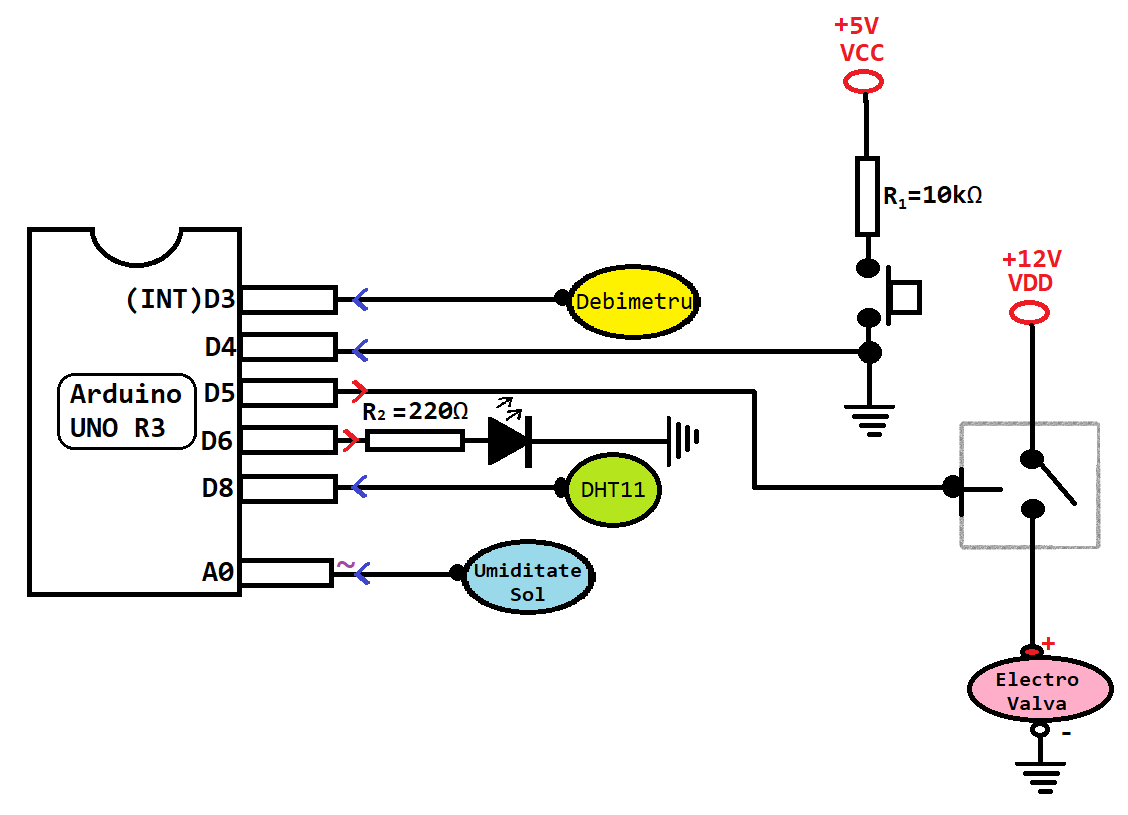 +5V
VCC
R1=10kΩ
+12V
VDD
(INT)D3
Debimetru
D4
Arduino
UNO R3
D5
R2=220Ω
D6
D8
DHT11
A0
~
Umiditate
Sol
+
Electro
Valva
-